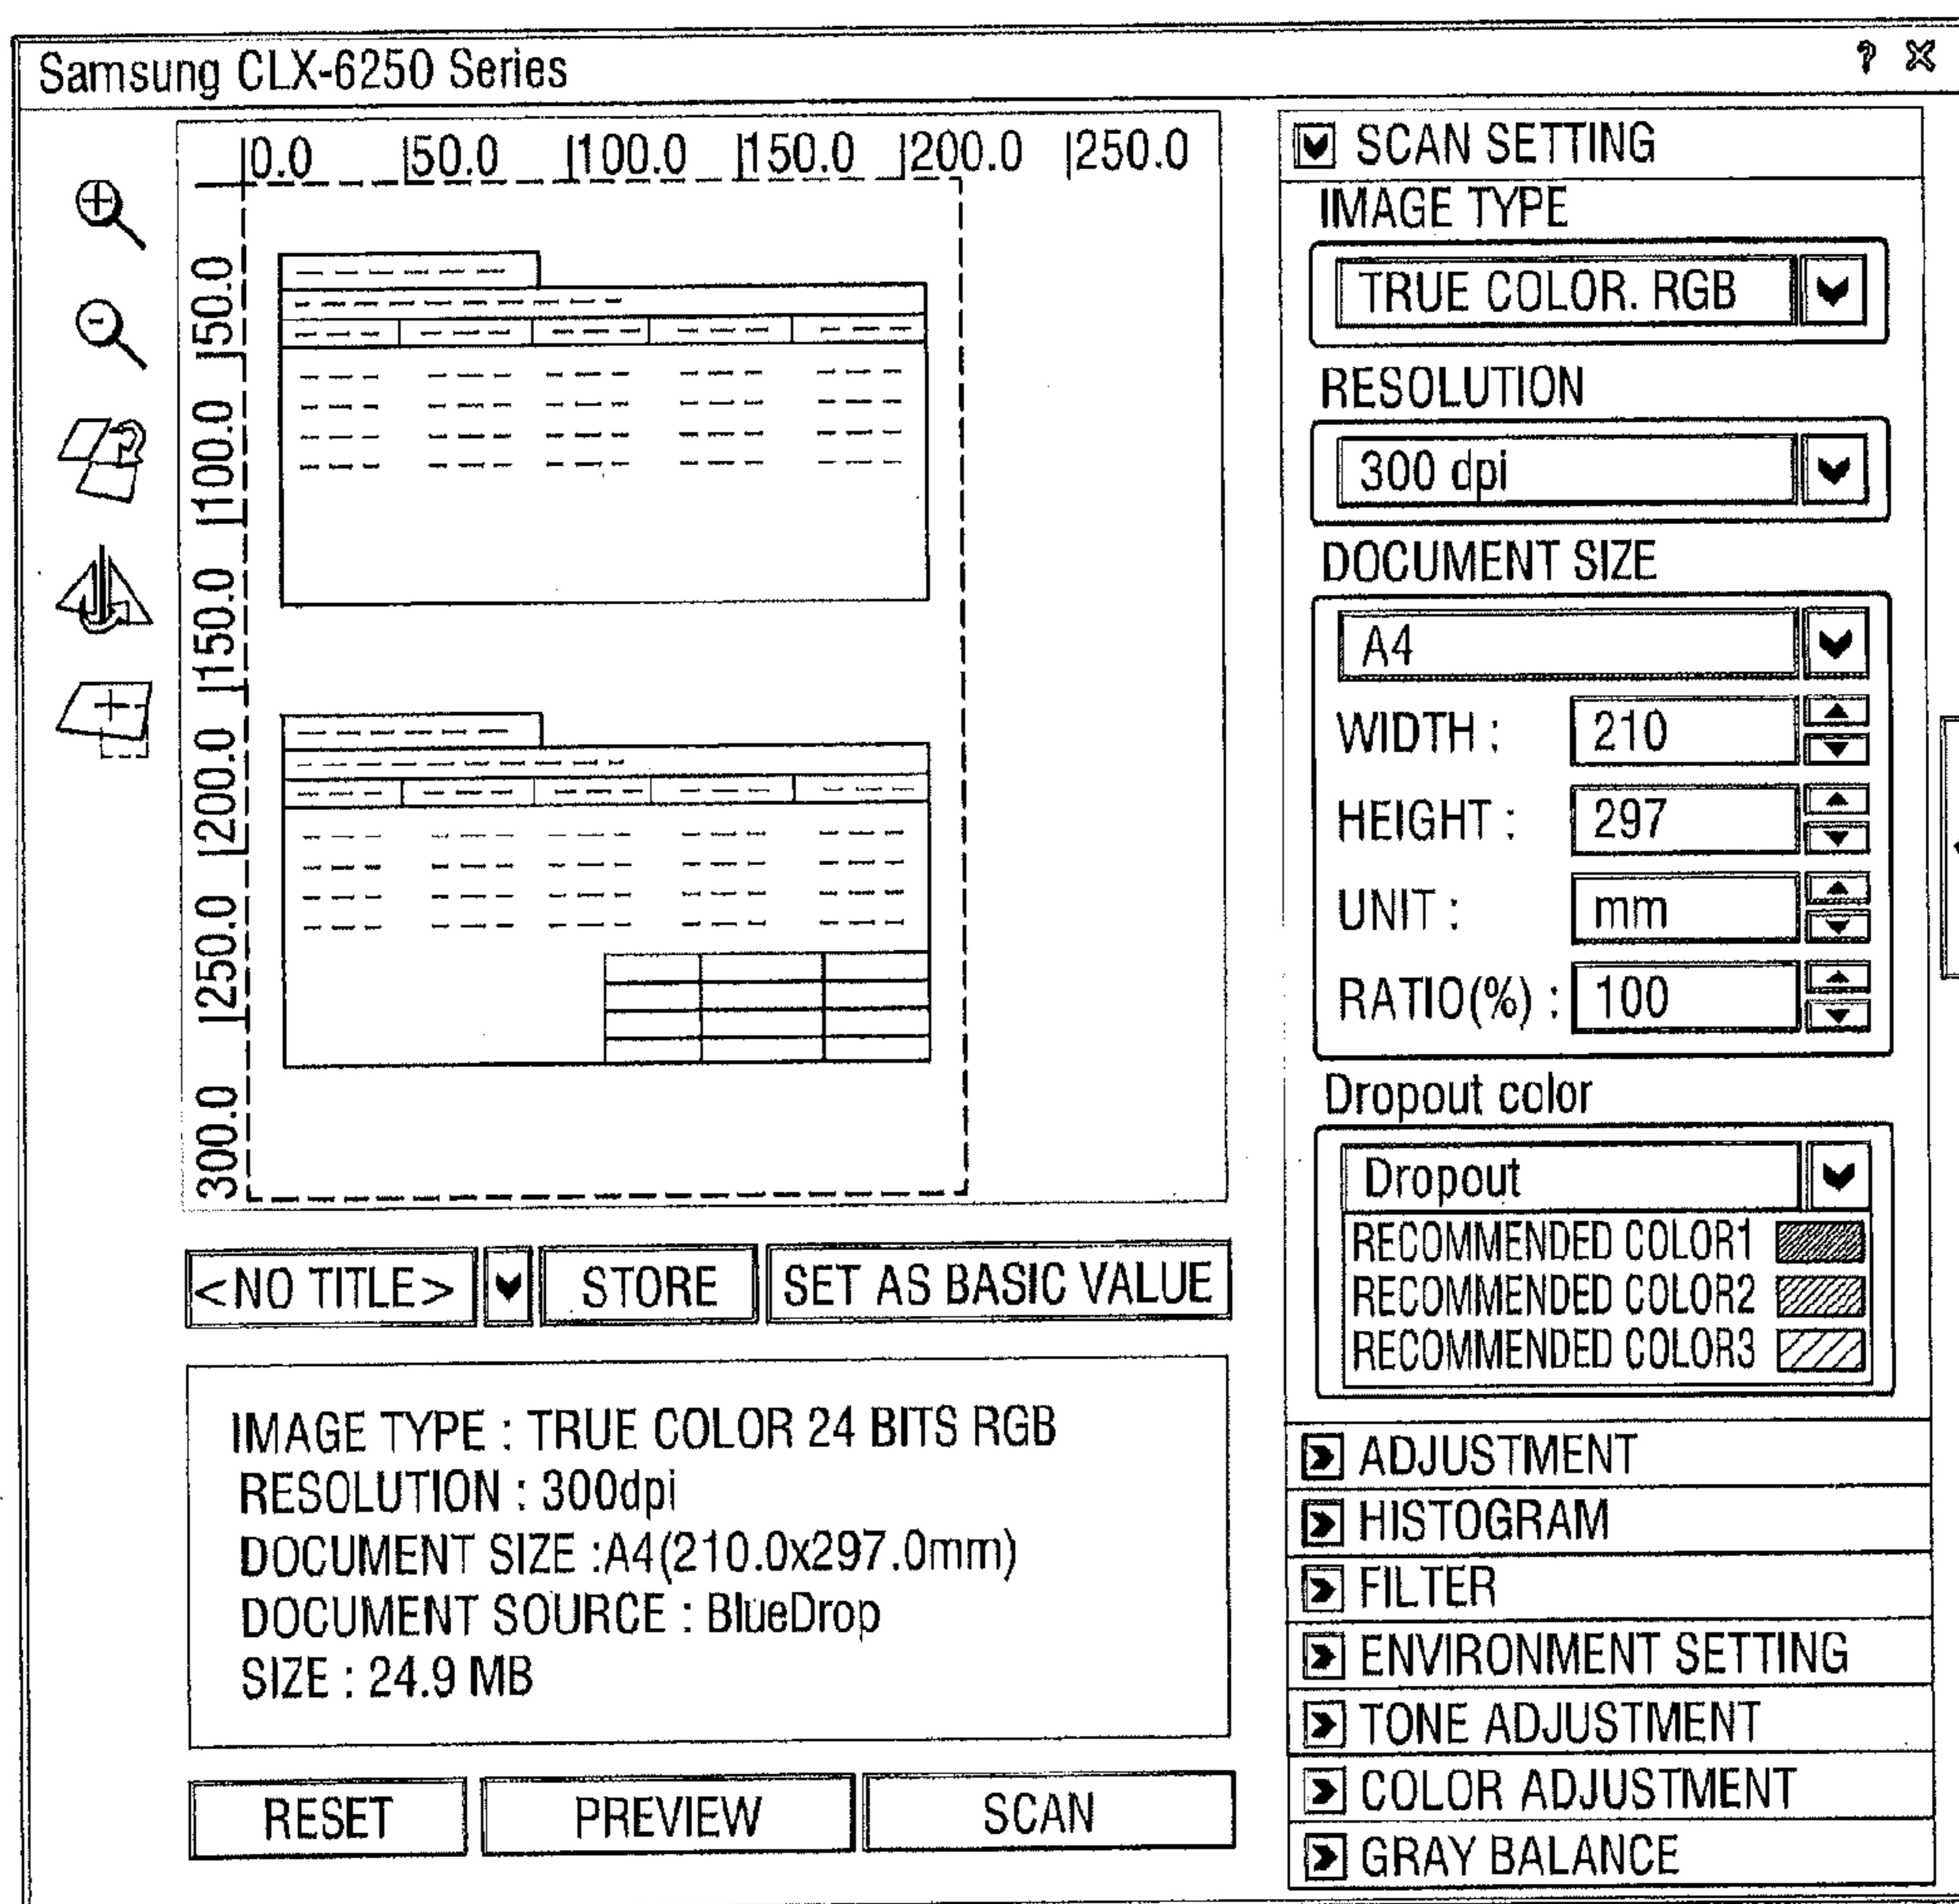 Samsung CLX-6250 Series ? X
|0.0 |50.0 |100.0 |150.0 |200.0 |250.0
|50.0
|100.0
|150.0
|200.0
|250.0
300.0
<NO TITLE> STORE SET AS BASIC VALUE
IMAGE TYPE : TRUE COLOR 24 BITS RGB
RESOLUTION : 300dpi
DOCUMENT SIZE :A4(210.0x297.0mm)
DOCUMENT SOURCE : BlueDrop
SIZE : 24.9 MB
RESET PREVIEW SCAN
SCAN SETTING
IMAGE TYPE
TRUE COLOR. RGB
RESOLUTION
300 dpi
DOCUMENT SIZE
A4
WIDTH : 210
HEIGHT : 297
UNIT : mm
RATIO(%) : 100
Dropout color
Dropout
RECOMMENDED COLOR1
RECOMMENDED COLOR2
RECOMMENDED COLOR3
ADJUSTMENT
HISTOGRAM
FILTER
ENVIRONMENT SETTING
TONE ADJUSTMENT
COLOR ADJUSTMENT
GRAY BALANCE